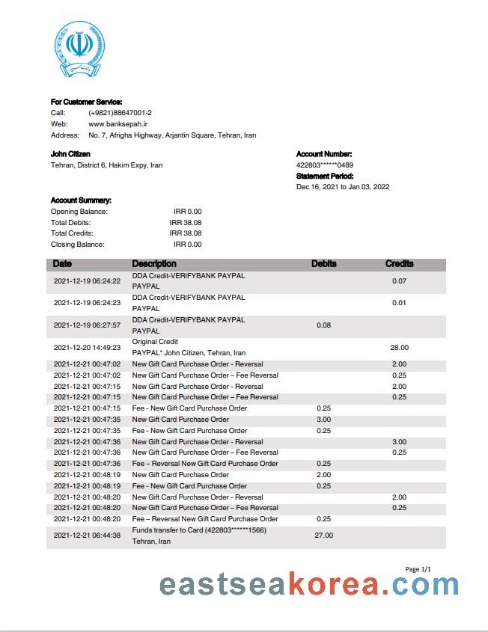 For Customer Service:
Call: (+9821)88647001-2
Web: www.banksepah.ir
Address: No. 7, Afrigha Highway, Arjantin Square, Tehran, Iran
John Citizen Account Number:
Tehran, District 6, Hakim Expy, Iran 422803******0489
Statement Period:
Dec 16, 2021 to Jan 03, 2022
Account Summary:
Opening Balance: IRR 0.00
Total Debits: IRR 38.08
Total Credits: IRR 38.08
Closing Balance: IRR 0.00
Date Description Debits Credits
2021-12-19 06:24:22 DDA Credit-VERIFYBANK PAYPAL 0.07
PAYPAL
2021-12-19 06:24:23 DDA Credit-VERIFYBANK PAYPAL 0.01
PAYPAL
2021-12-19 06:27:57 DDA Credit-VERIFYBANK PAYPAL 0.08
PAYPAL
2021-12-20 14:49:23 Original Credit 28.00
PAYPAL* John Citizen, Tehran, Iran
2021-12-21 00:47:02 New Gift Card Purchase Order - Reversal 2.00
2021-12-21 00:47:02 New Gift Card Purchase Order – Fee Reversal 0.25
2021-12-21 00:47:15 New Gift Card Purchase Order - Reversal 2.00
2021-12-21 00:47:15 New Gift Card Purchase Order – Fee Reversal 0.25
2021-12-21 00:47:15 Fee - New Gift Card Purchase Order 0.25
2021-12-21 00:47:35 New Gift Card Purchase Order 3.00
2021-12-21 00:47:35 Fee - New Gift Card Purchase Order 0.25
2021-12-21 00:47:36 New Gift Card Purchase Order - Reversal 3.00
2021-12-21 00:47:36 New Gift Card Purchase Order – Fee Reversal 0.25
2021-12-21 00:47:36 Fee – Reversal New Gift Card Purchase Order 0.25
2021-12-21 00:48:19 New Gift Card Purchase Order 2.00
2021-12-21 00:48:19 Fee - New Gift Card Purchase Order 0.25
2021-12-21 00:48:20 New Gift Card Purchase Order - Reversal 2.00
2021-12-21 00:48:20 New Gift Card Purchase Order – Fee Reversal 0.25
2021-12-21 00:48:20 Fee – Reversal New Gift Card Purchase Order 0.25
2021-12-21 06:44:38 Funds transfer to Card (422803******1566) 27.00
Tehran, Iran
Page 1/1
eastseakorea.com